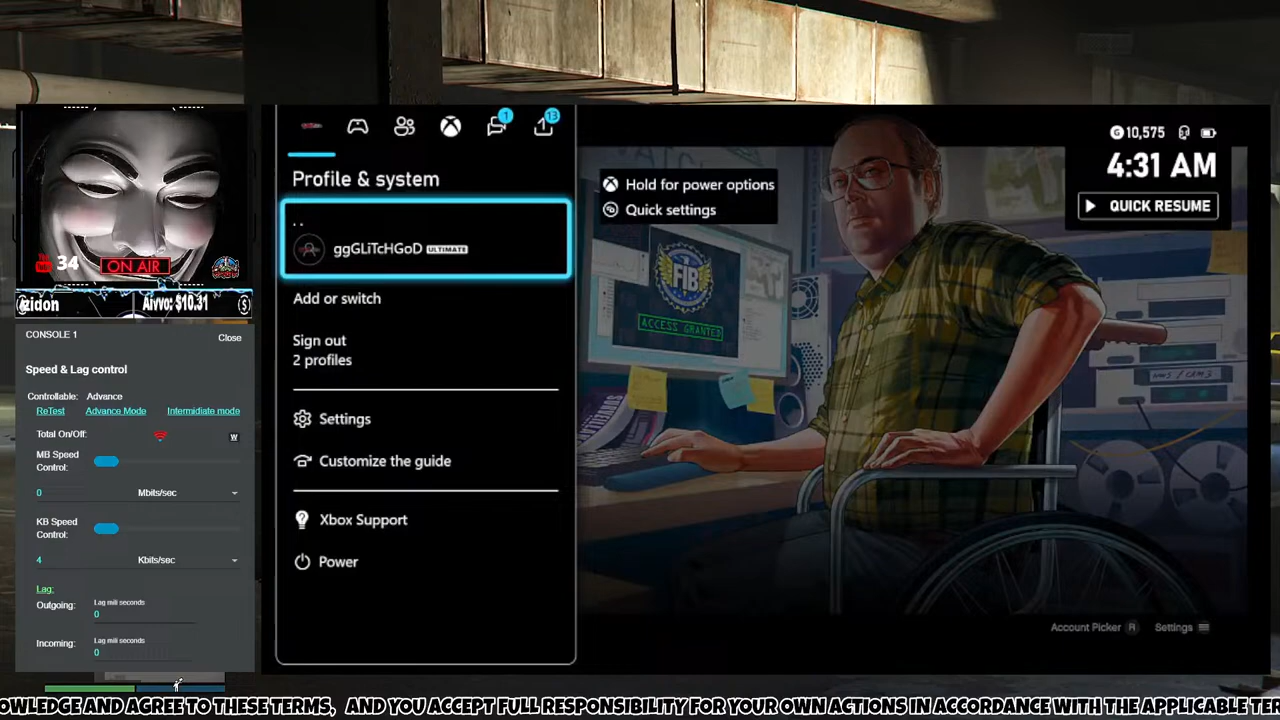 1
13
10,575
4:31 AM
QUICK RESUME
Profile & system
Hold for power options
Quick settings
ggGLiTcHGoD ULTIMATE
Add or switch
Sign out
2 profiles
Settings
Customize the guide
Xbox Support
Power
FIB
ACCESS GRANTED
Account Picker R Settings
34
ON AIR
Aivvo: $10.31
CONSOLE 1
Close
Speed & Lag control
Controllable: Advance
ReTest Advance Mode Intermidiate mode
Total On/Off: W
MB Speed
Control:
0 Mbits/sec
KB Speed
Control:
4 Kbits/sec
Lag:
Outgoing: Lag mili seconds
0
Incoming: Lag mili seconds
0
OWLEDGE AND AGREE TO THESE TERMS, AND YOU ACCEPT FULL RESPONSIBILITY FOR YOUR OWN ACTIONS IN ACCORDANCE WITH THE APPLICABLE TE